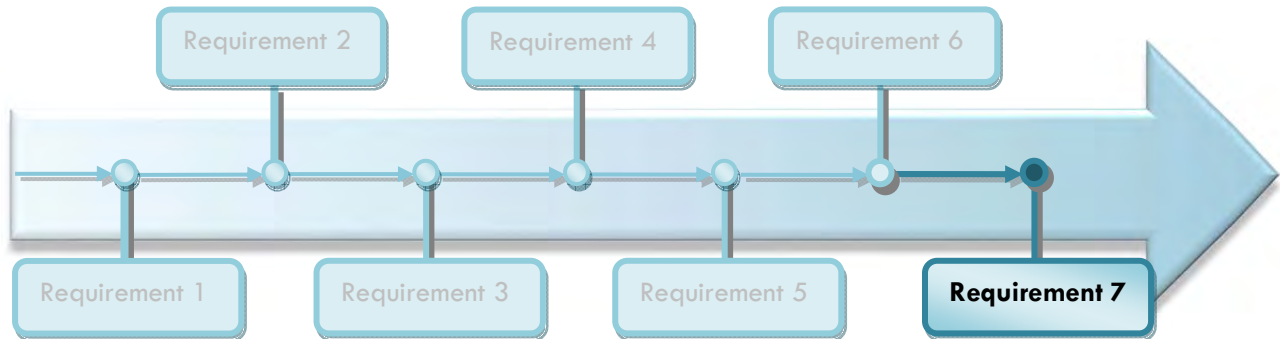 Requirement 2
Requirement 4
Requirement 6
Requirement 1
Requirement 3
Requirement 5
Requirement 7